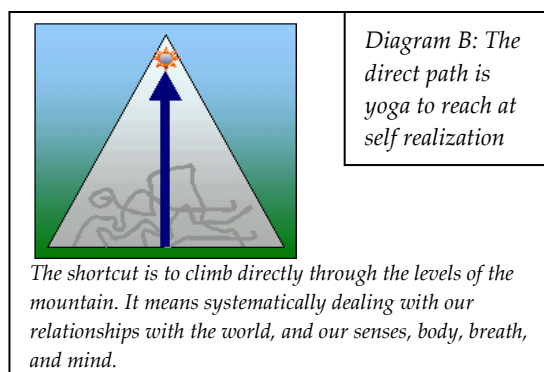 Diagram B: The
direct path is
yoga to reach at
self realization
The shortcut is to climb directly through the levels of the
mountain. It means systematically dealing with our
relationships with the world, and our senses, body, breath,
and mind.